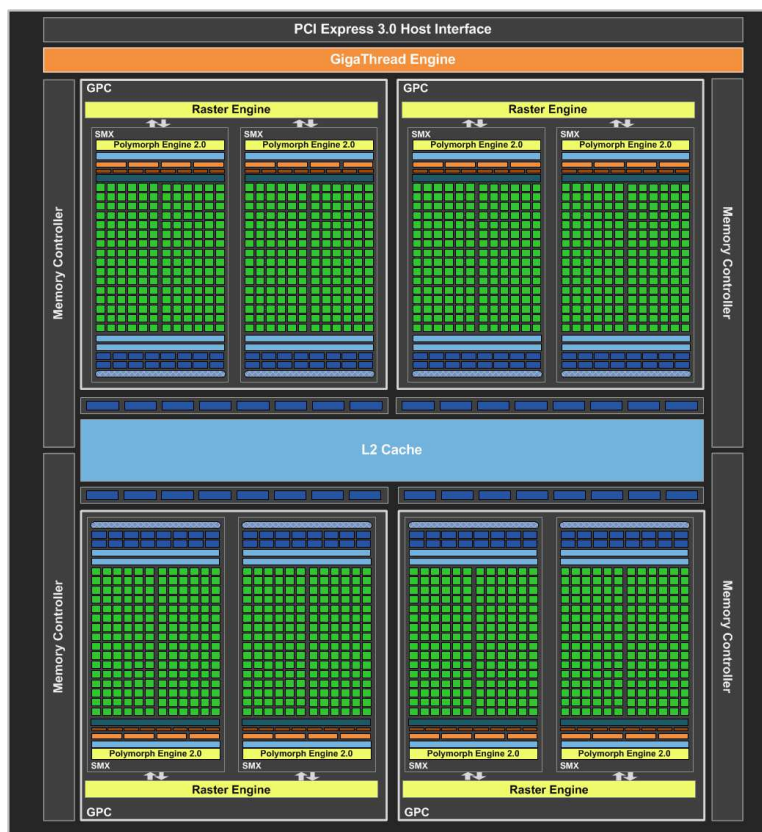 PCI Express 3.0 Host Interface
GigaThread Engine
Memory Controller
GPC
Raster Engine
SMX
Polymorph Engine 2.0
SMX
Polymorph Engine 2.0
GPC
Raster Engine
SMX
Polymorph Engine 2.0
SMX
Polymorph Engine 2.0
Memory Controller
L2 Cache
Memory Controller
Polymorph Engine 2.0
SMX
Polymorph Engine 2.0
SMX
Raster Engine
GPC
Polymorph Engine 2.0
SMX
Polymorph Engine 2.0
SMX
Raster Engine
GPC
Memory Controller